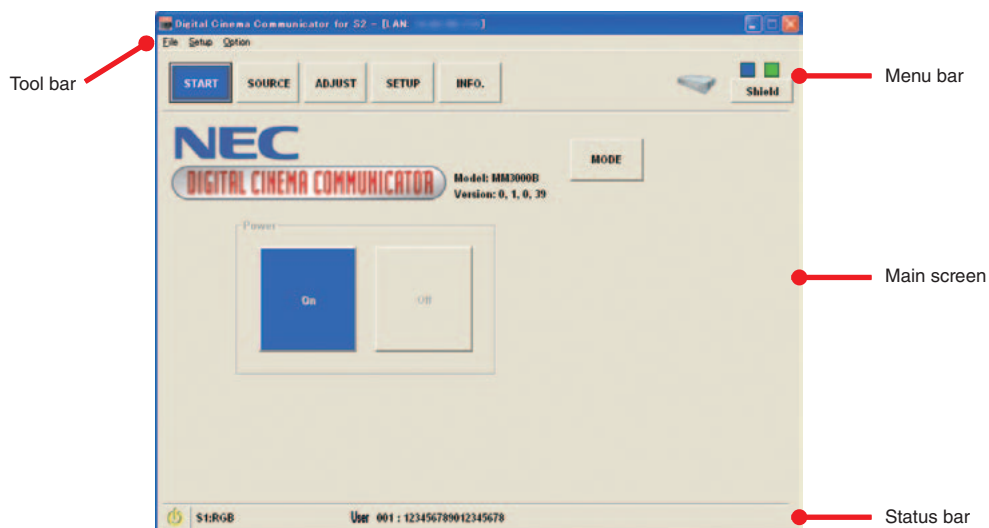 Digital Cinema Communicator for S2 - [LAN: ]
File Setup Option
Tool bar
START SOURCE ADJUST SETUP INFO.
Shield
Menu bar
NEC
DIGITAL CINEMA COMMUNICATOR
Model: MM3000B
Version: 0, 1, 0, 39
MODE
Power
On
Off
Main screen
S1:RGB
User 001 : 123456789012345678
Status bar